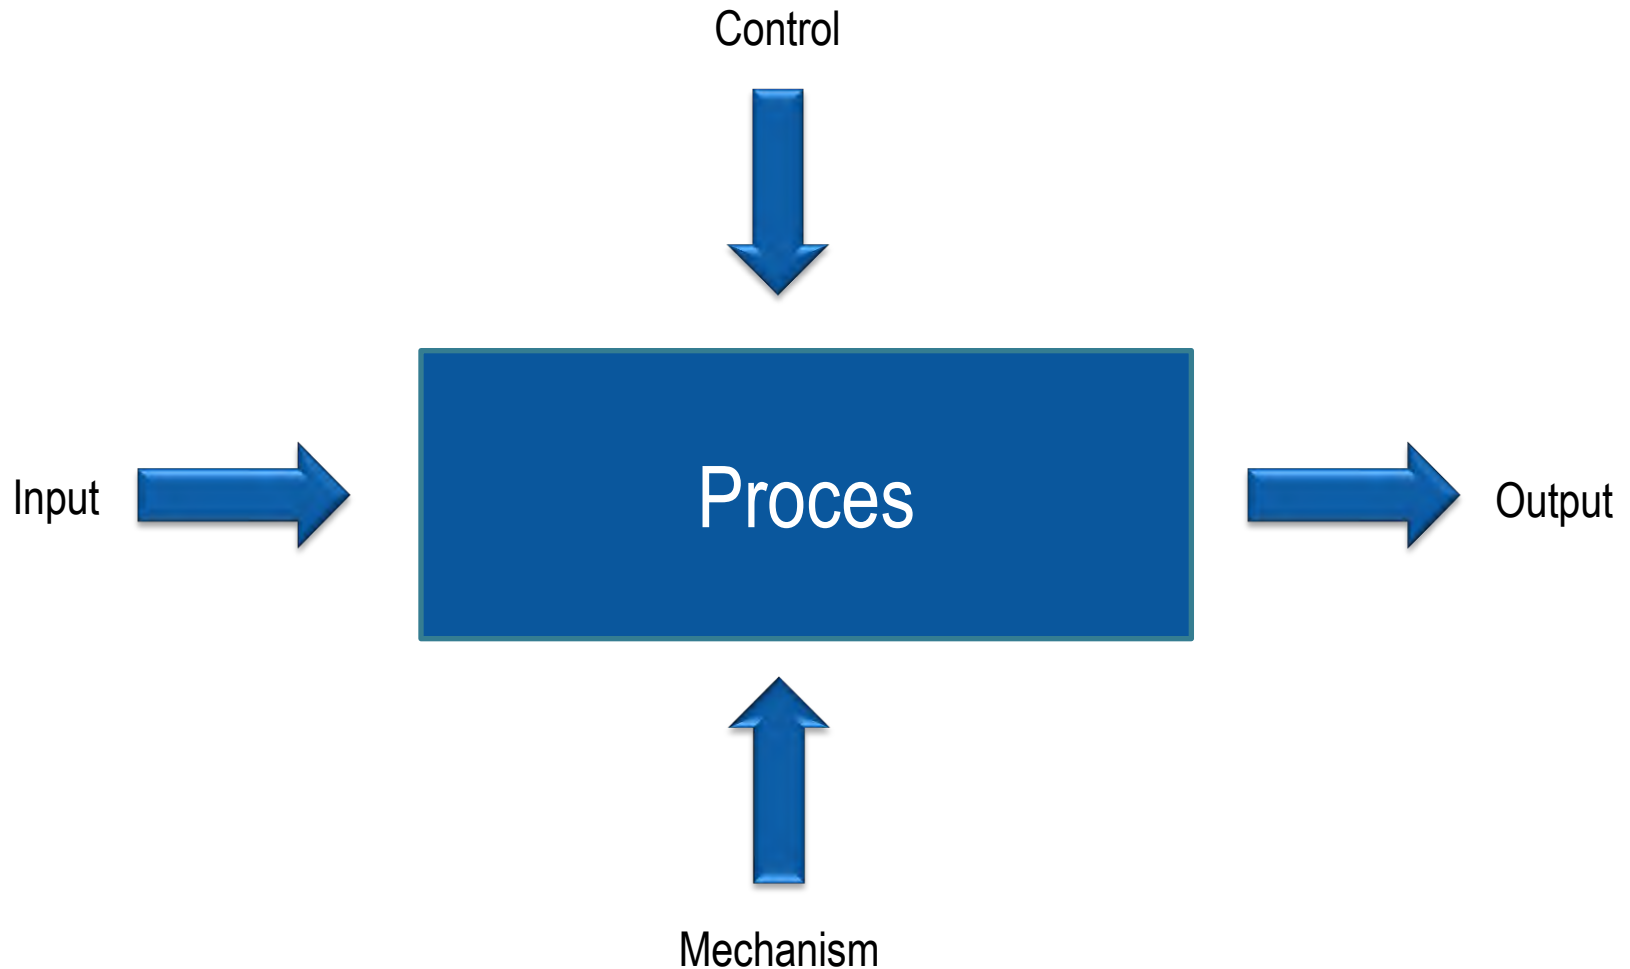 Control
Input
Proces
Output
Mechanism